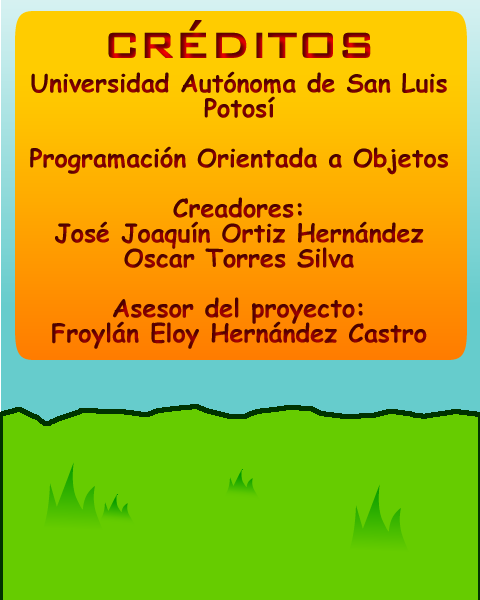 CRÉDITOS
Universidad Autónoma de San Luis
Potosí
Programación Orientada a Objetos
Creadores:
José Joaquín Ortiz Hernández
Oscar Torres Silva
Asesor del proyecto:
Froylán Eloy Hernández Castro